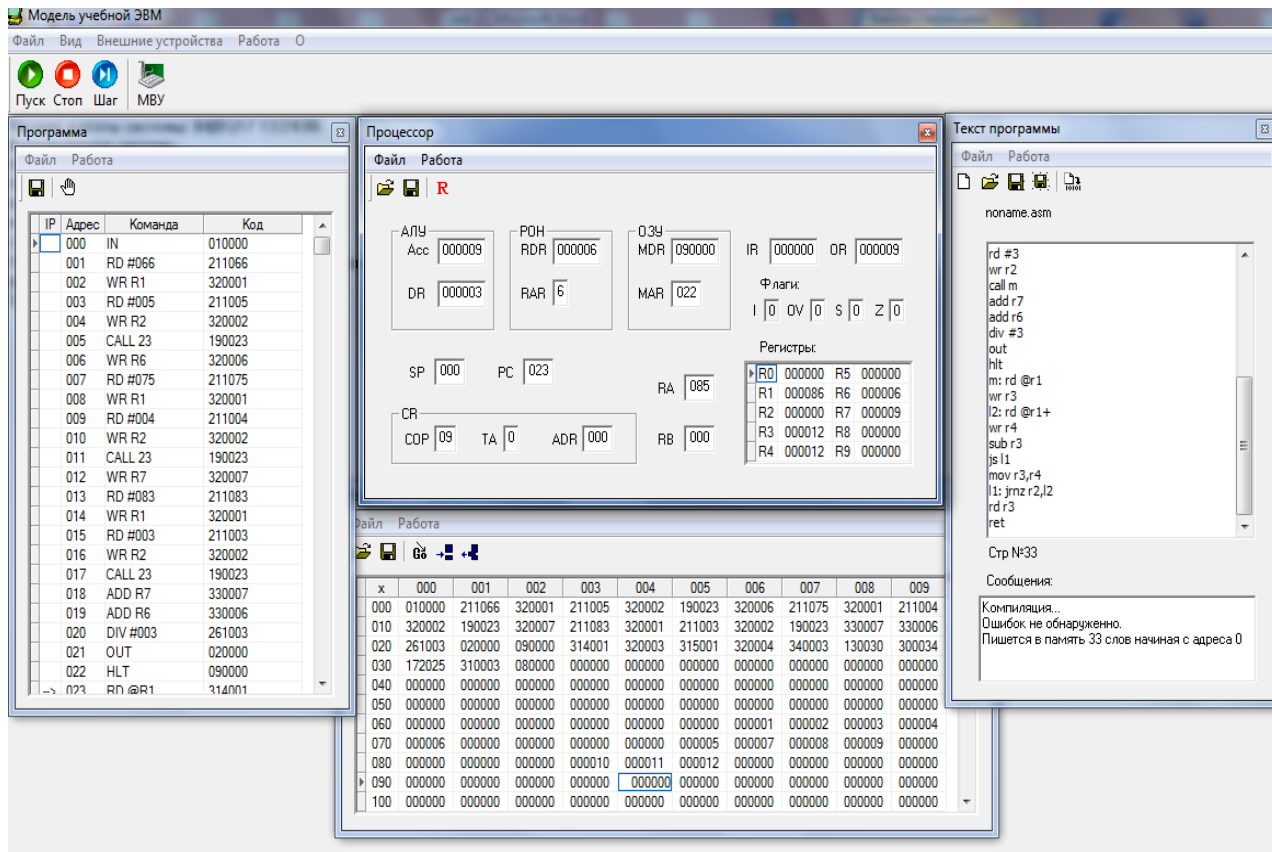 Модель учебной ЭВМ
Файл Вид Внешние устройства Работа О
Пуск Стоп Шаг МВУ
Программа
Файл Работа
IP Адрес Команда Код
000 IN 010000
001 RD #066 211066
002 WR R1 320001
003 RD #005 211005
004 WR R2 320002
005 CALL 23 190023
006 WR R6 320006
007 RD #075 211075
008 WR R1 320001
009 RD #004 211004
010 WR R2 320002
011 CALL 23 190023
012 WR R7 320007
013 RD #083 211083
014 WR R1 320001
015 RD #003 211003
016 WR R2 320002
017 CALL 23 190023
018 ADD R7 330007
019 ADD R6 330006
020 DIV #003 261003
021 OUT 020000
022 HLT 090000
--> 023 RD @R1 314001
Процессор
Файл Работа
R
АЛУ РОН ОЗУ
Acc 000009 RDR 000006 MDR 090000 IR 000000 OR 000009
DR 000003 RAR 6 MAR 022
Флаги:
I 0 OV 0 S 0 Z 0
SP 000 PC 023 RA 085
CR
COP 09 TA 0 ADR 000 RB 000
Регистры:
R0 000000 R5 000000
R1 000086 R6 000006
R2 000000 R7 000009
R3 000012 R8 000000
R4 000012 R9 000000
Файл Работа
Go
x 000 001 002 003 004 005 006 007 008 009
000 010000 211066 320001 211005 320002 190023 320006 211075 320001 211004
010 320002 190023 320007 211083 320001 211003 320002 190023 330007 330006
020 261003 020000 090000 314001 320003 315001 320004 340003 130030 300034
030 172025 310003 080000 000000 000000 000000 000000 000000 000000 000000
040 000000 000000 000000 000000 000000 000000 000000 000000 000000 000000
050 000000 000000 000000 000000 000000 000000 000000 000000 000000 000000
060 000000 000000 000000 000000 000000 000000 000001 000002 000003 000004
070 000006 000000 000000 000000 000000 000005 000007 000008 000009 000000
080 000000 000000 000000 000010 000011 000012 000000 000000 000000 000000
090 000000 000000 000000 000000 000000 000000 000000 000000 000000 000000
100 000000 000000 000000 000000 000000 000000 000000 000000 000000 000000
Текст программы
Файл Работа
noname.asm
rd #3
wr r2
call m
add r7
add r6
div #3
out
hlt
m: rd @r1
wr r3
l2: rd @r1+
wr r4
sub r3
js l1
mov r3,r4
l1: jrnz r2,l2
rd r3
ret
Стр №33
Сообщения:
Компиляция...
Ошибок не обнаруженно.
Пишется в память 33 слов начиная с адреса 0